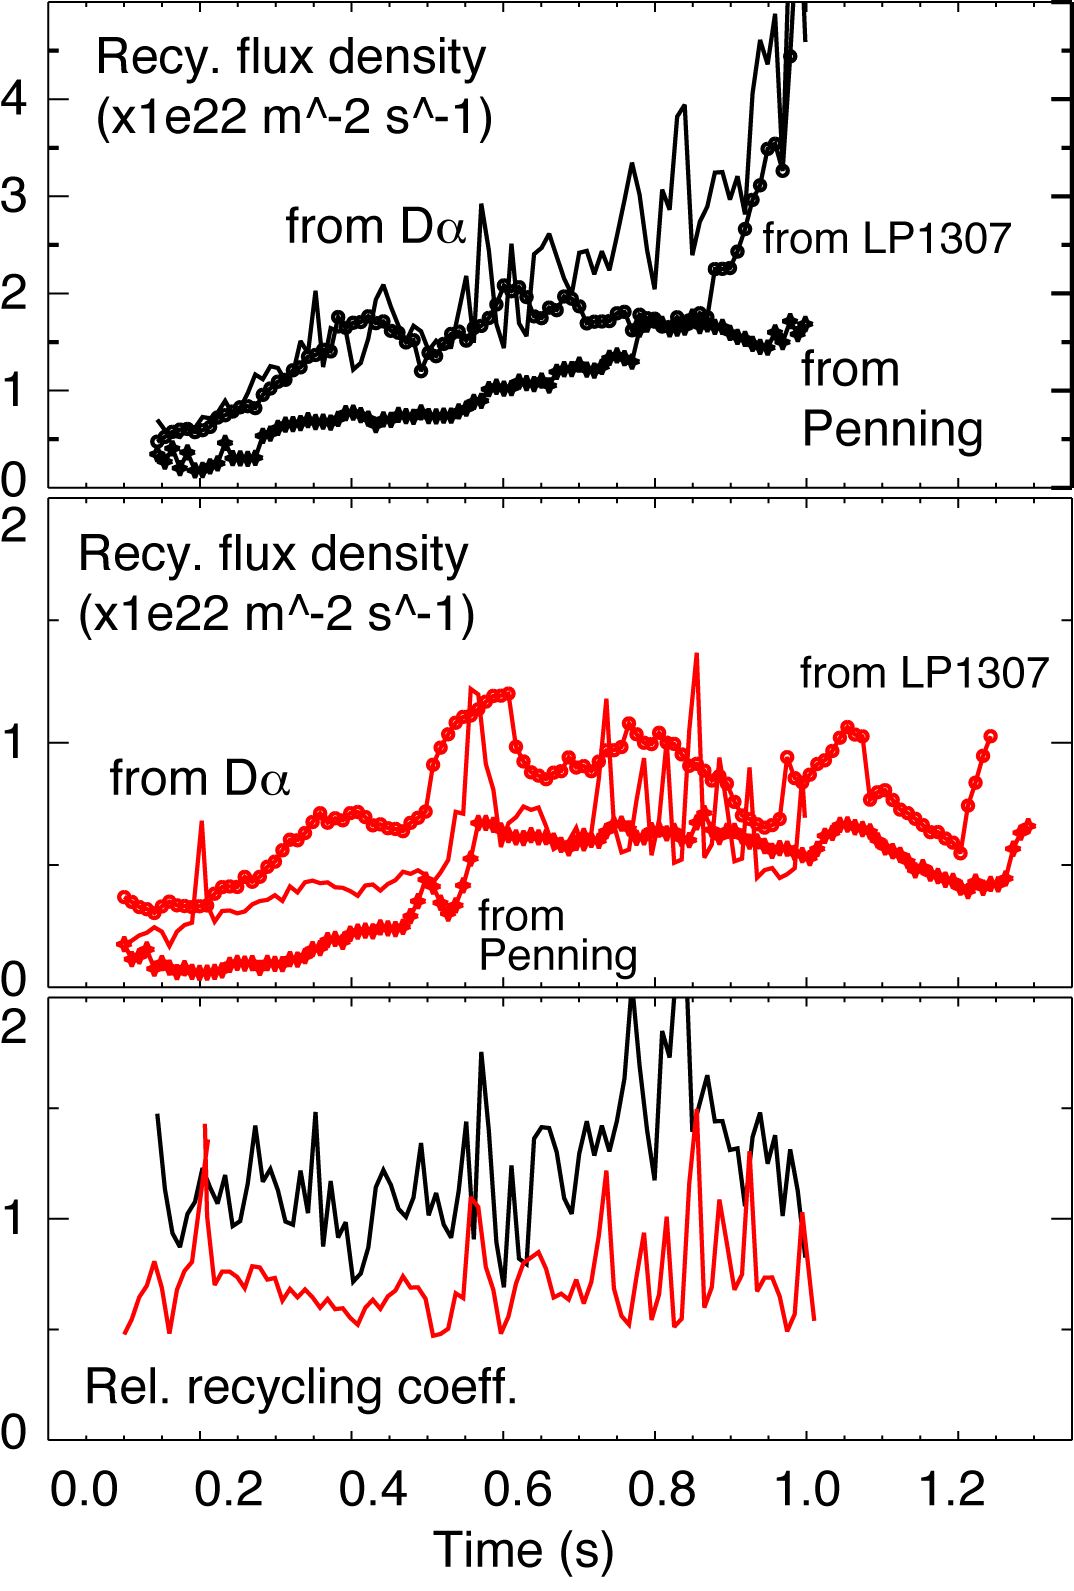 Recy. flux density
(x1e22 m^-2 s^-1)
4
3
from Dα
from LP1307
2
1
from
Penning
0
2
Recy. flux density
(x1e22 m^-2 s^-1)
from LP1307
1
from Dα
from
Penning
0
2
1
Rel. recycling coeff.
0
0.0 0.2 0.4 0.6 0.8 1.0 1.2
Time (s)